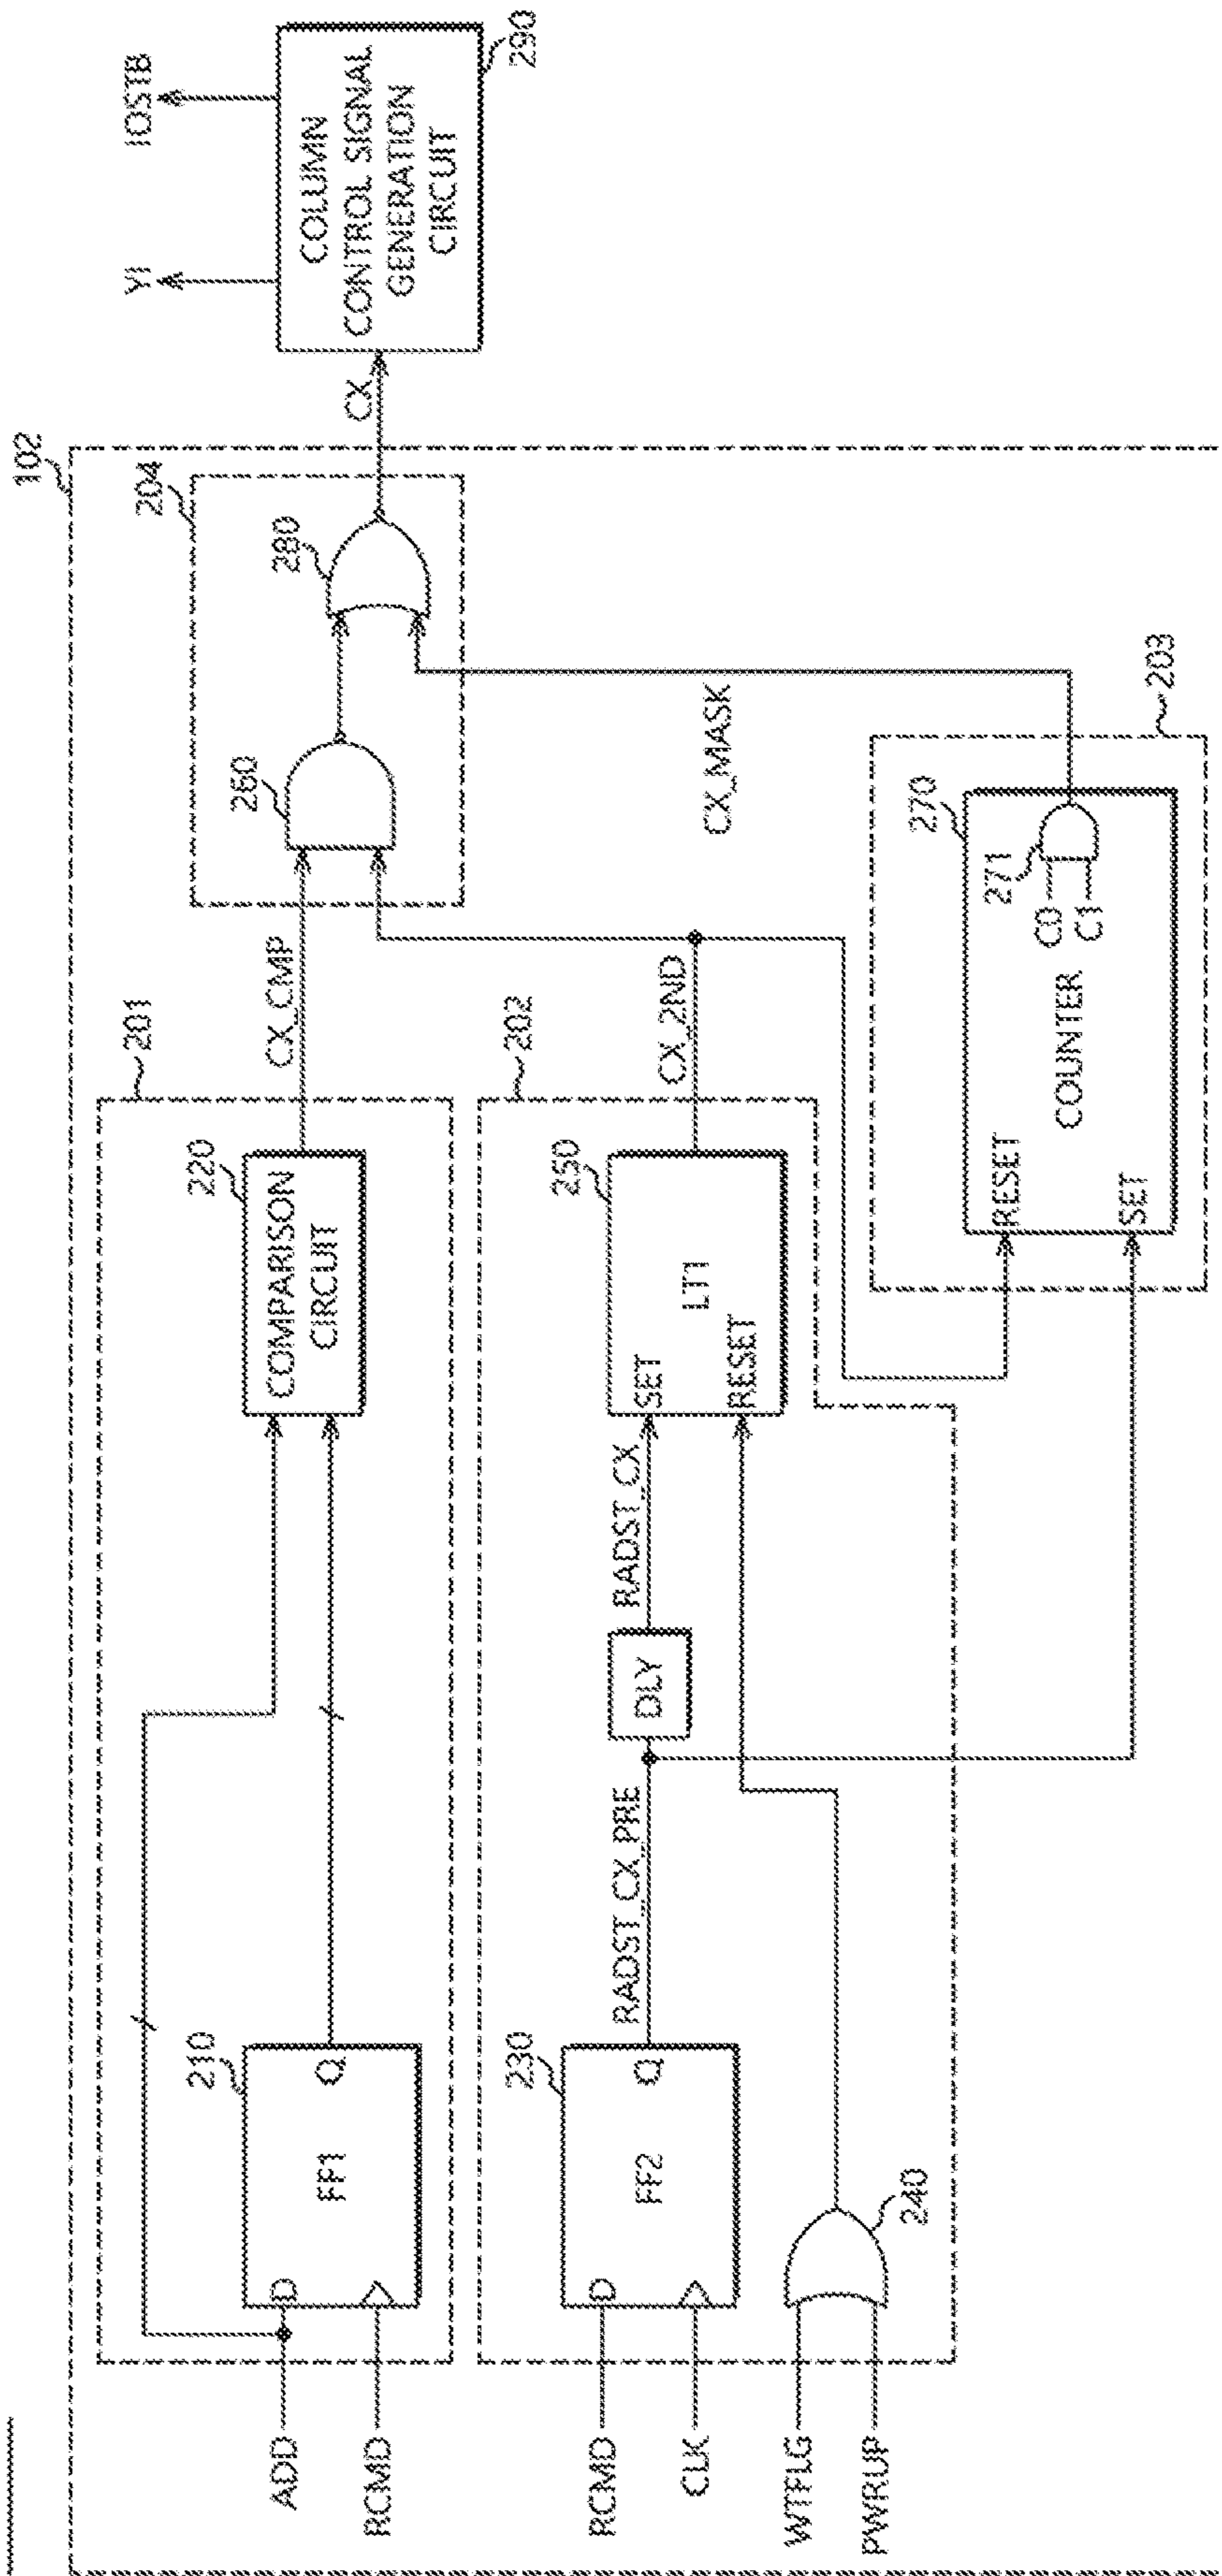 102
201
ADD
RCMD
D
210
FF1
Q
220
COMPARISON
CIRCUIT
CX_CMP
202
RCMD
CLK
D
230
FF2
Q
RADST_CX_PRE
DLY
RADST_CX
SET
RESET
250
LT1
CX_2ND
WTFLG
PWRUP
240
203
RESET
SET
COUNTER
270
271
C0
C1
CX_MASK
204
260
280
CX
COLUMN
CONTROL SIGNAL
GENERATION
CIRCUIT
290
YI
IOSTB